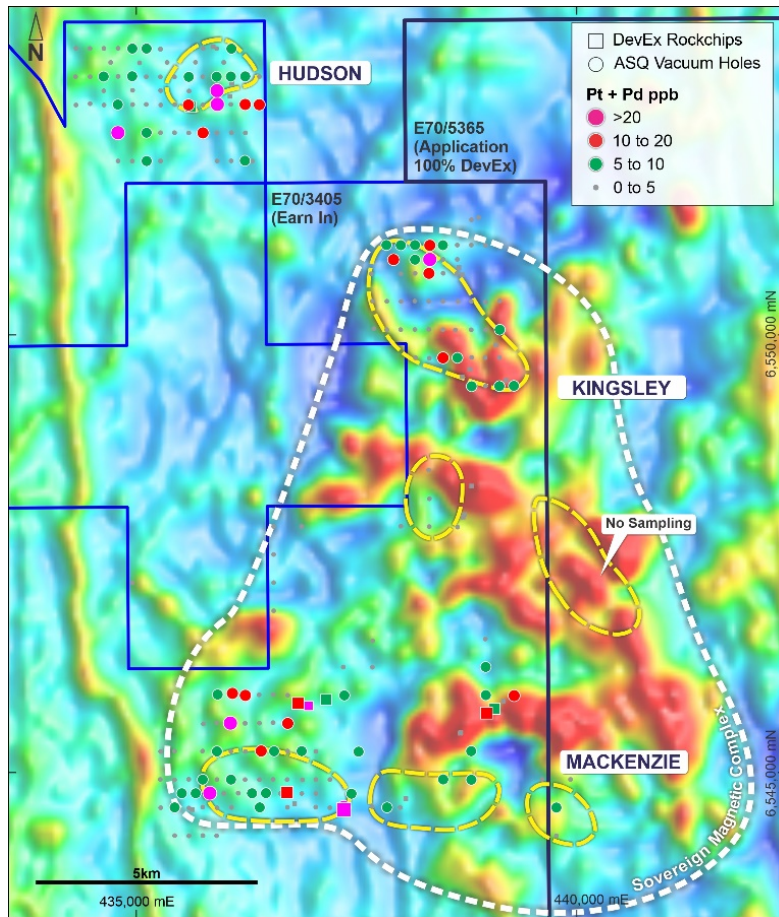 N
HUDSON
DevEx Rockchips
ASQ Vacuum Holes
Pt + Pd ppb
>20
10 to 20
5 to 10
0 to 5
E70/5365
(Application
100% DevEx)
E70/3405
(Earn In)
6,550,000 mN
KINGSLEY
No Sampling
MACKENZIE
6,545,000 mN
Sovereign Magnetic Complex
5km
435,000 mE
440,000 mE